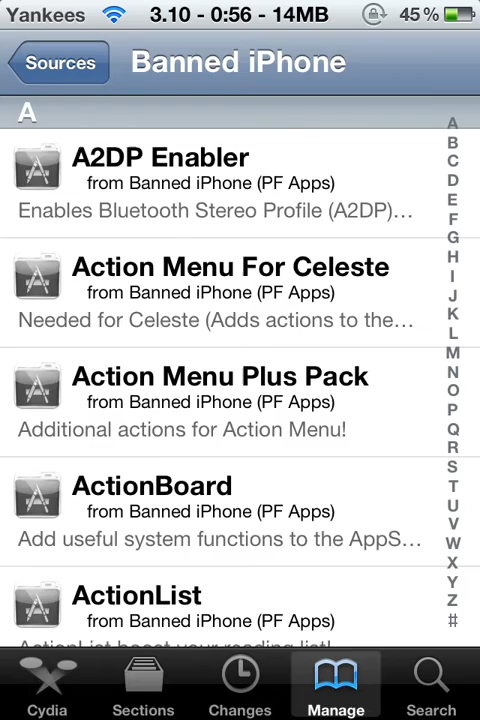 Yankees 3.10 - 0:56 - 14MB 45%
Sources Banned iPhone
A
A2DP Enabler
from Banned iPhone (PF Apps)
Enables Bluetooth Stereo Profile (A2DP)...
Action Menu For Celeste
from Banned iPhone (PF Apps)
Needed for Celeste (Adds actions to the...
Action Menu Plus Pack
from Banned iPhone (PF Apps)
Additional actions for Action Menu!
ActionBoard
from Banned iPhone (PF Apps)
Add useful system functions to the AppS...
ActionList
from Banned iPhone (PF Apps)
ActionList boost your reading list!
A
B
C
D
E
F
G
H
I
J
K
L
M
N
O
P
Q
R
S
T
U
V
W
X
Y
Z
#
Cydia Sections Changes Manage Search